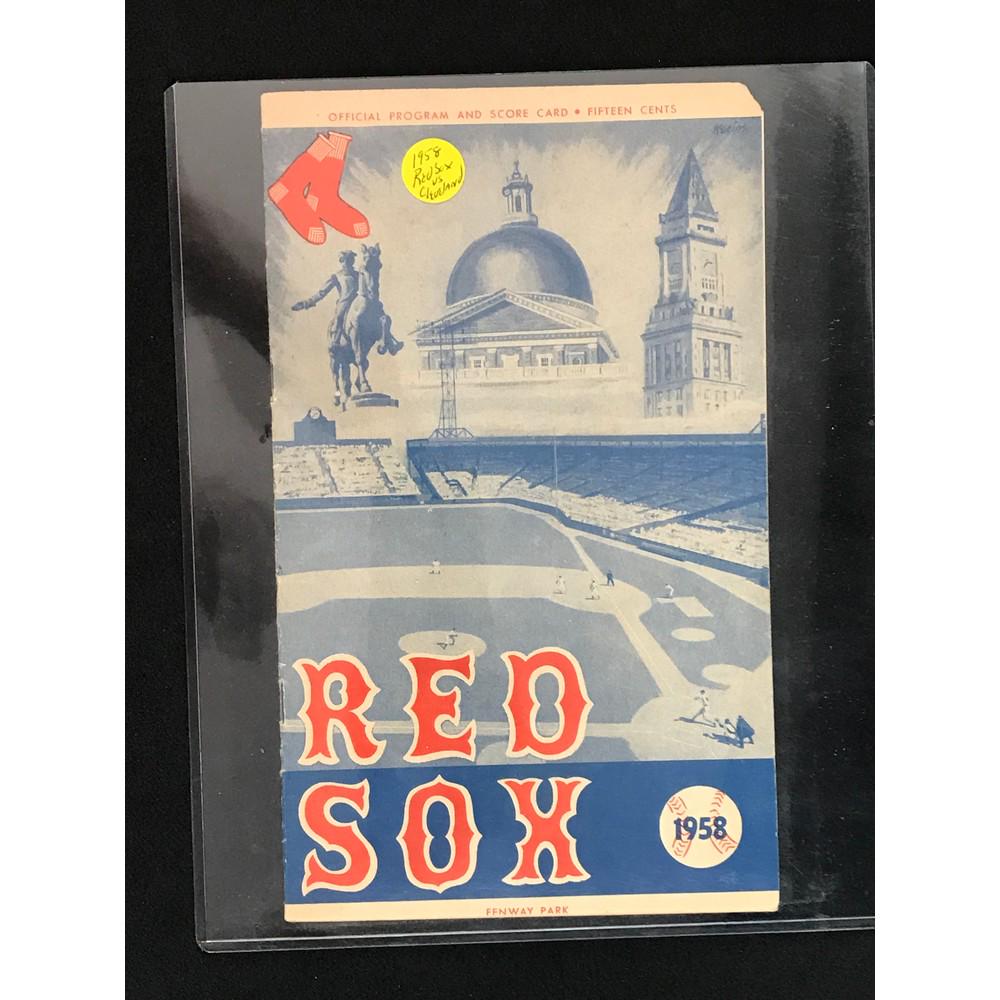 OFFICIAL PROGRAM AND SCORE CARD • FIFTEEN CENTS
1958
RED SOX
VS
CLEVELAND
RED
SOX
1958
FENWAY PARK